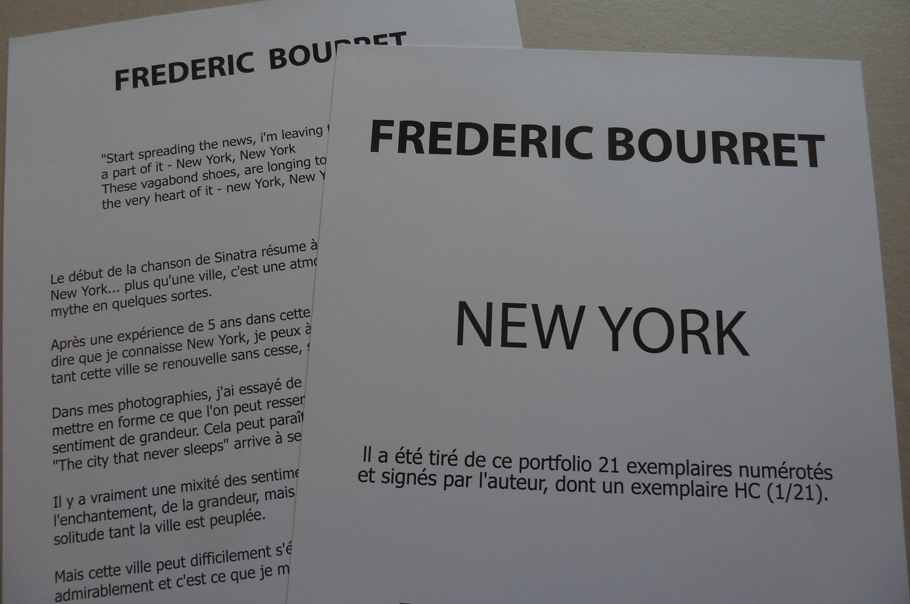 FREDERIC BOURRET
"Start spreading the news, i'm leaving
a part of it - New York, New York
These vagabond shoes, are longing to
the very heart of it - new York, New Y
Le début de la chanson de Sinatra résume à
New York... plus qu'une ville, c'est une atmo
mythe en quelques sortes.
Après une expérience de 5 ans dans cette
dire que je connaisse New York, je peux à
tant cette ville se renouvelle sans cesse,
Dans mes photographies, j'ai essayé de
mettre en forme ce que l'on peut ressen
sentiment de grandeur. Cela peut paraît
"The city that never sleeps" arrive à se
Il y a vraiment une mixité des sentime
l'enchantement, de la grandeur, mais
solitude tant la ville est peuplée.
Mais cette ville peut difficilement s'é
admirablement et c'est ce que je m
FREDERIC BOURRET
NEW YORK
Il a été tiré de ce portfolio 21 exemplaires numérotés
et signés par l'auteur, dont un exemplaire HC (1/21).